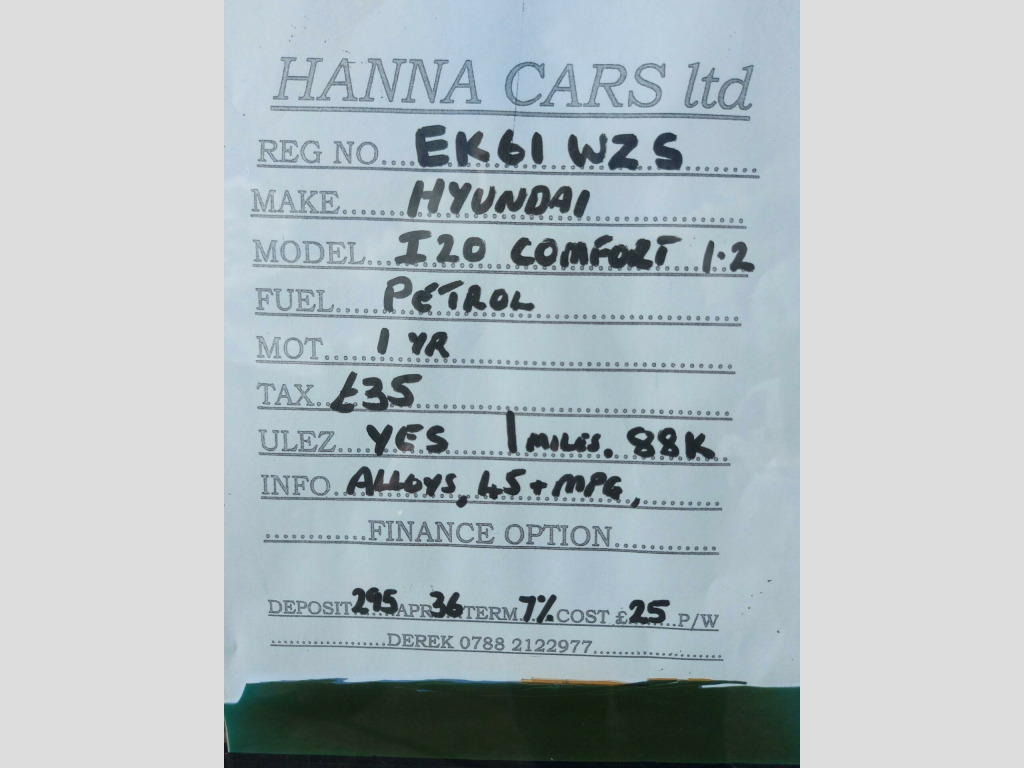 HANNA CARS ltd
REG NO....EK61 WZS
MAKE......HYUNDAI
MODEL...I20 COMFORT 1.2
FUEL.....PETROL
MOT.....1 YR
TAX..£35
ULEZ...YES | MILES. 88K
INFO..ALLOYS, 45+MPG,
............FINANCE OPTION............
DEPOSIT..295..APR..36..TERM..7%..COST £25...P/W
..................DEREK 0788 2122977....................